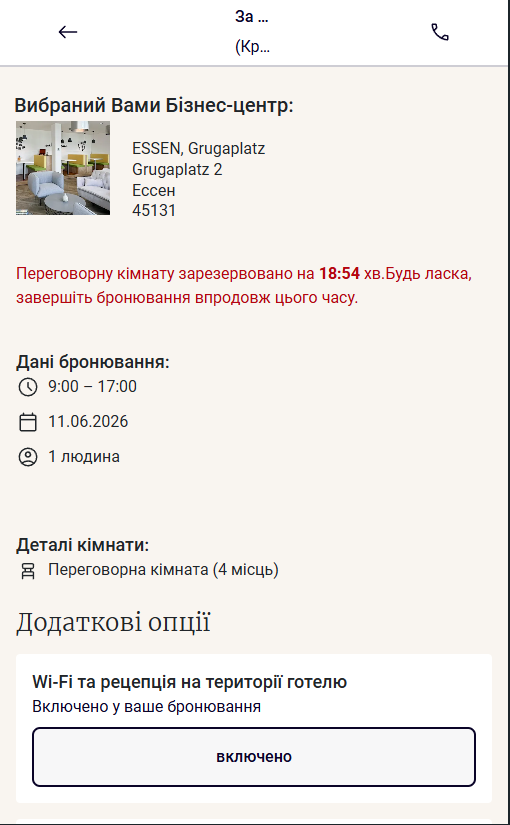 За ...
(Кр...
Вибраний Вами Бізнес-центр:
ESSEN, Grugaplatz
Grugaplatz 2
Ессен
45131
Переговорну кімнату зарезервовано на 18:54 хв.Будь ласка,
завершіть бронювання впродовж цього часу.
Дані бронювання:
9:00 – 17:00
11.06.2026
1 людина
Деталі кімнати:
Переговорна кімната (4 місць)
Додаткові опції
Wi-Fi та рецепція на території готелю
Включено у ваше бронювання
включено